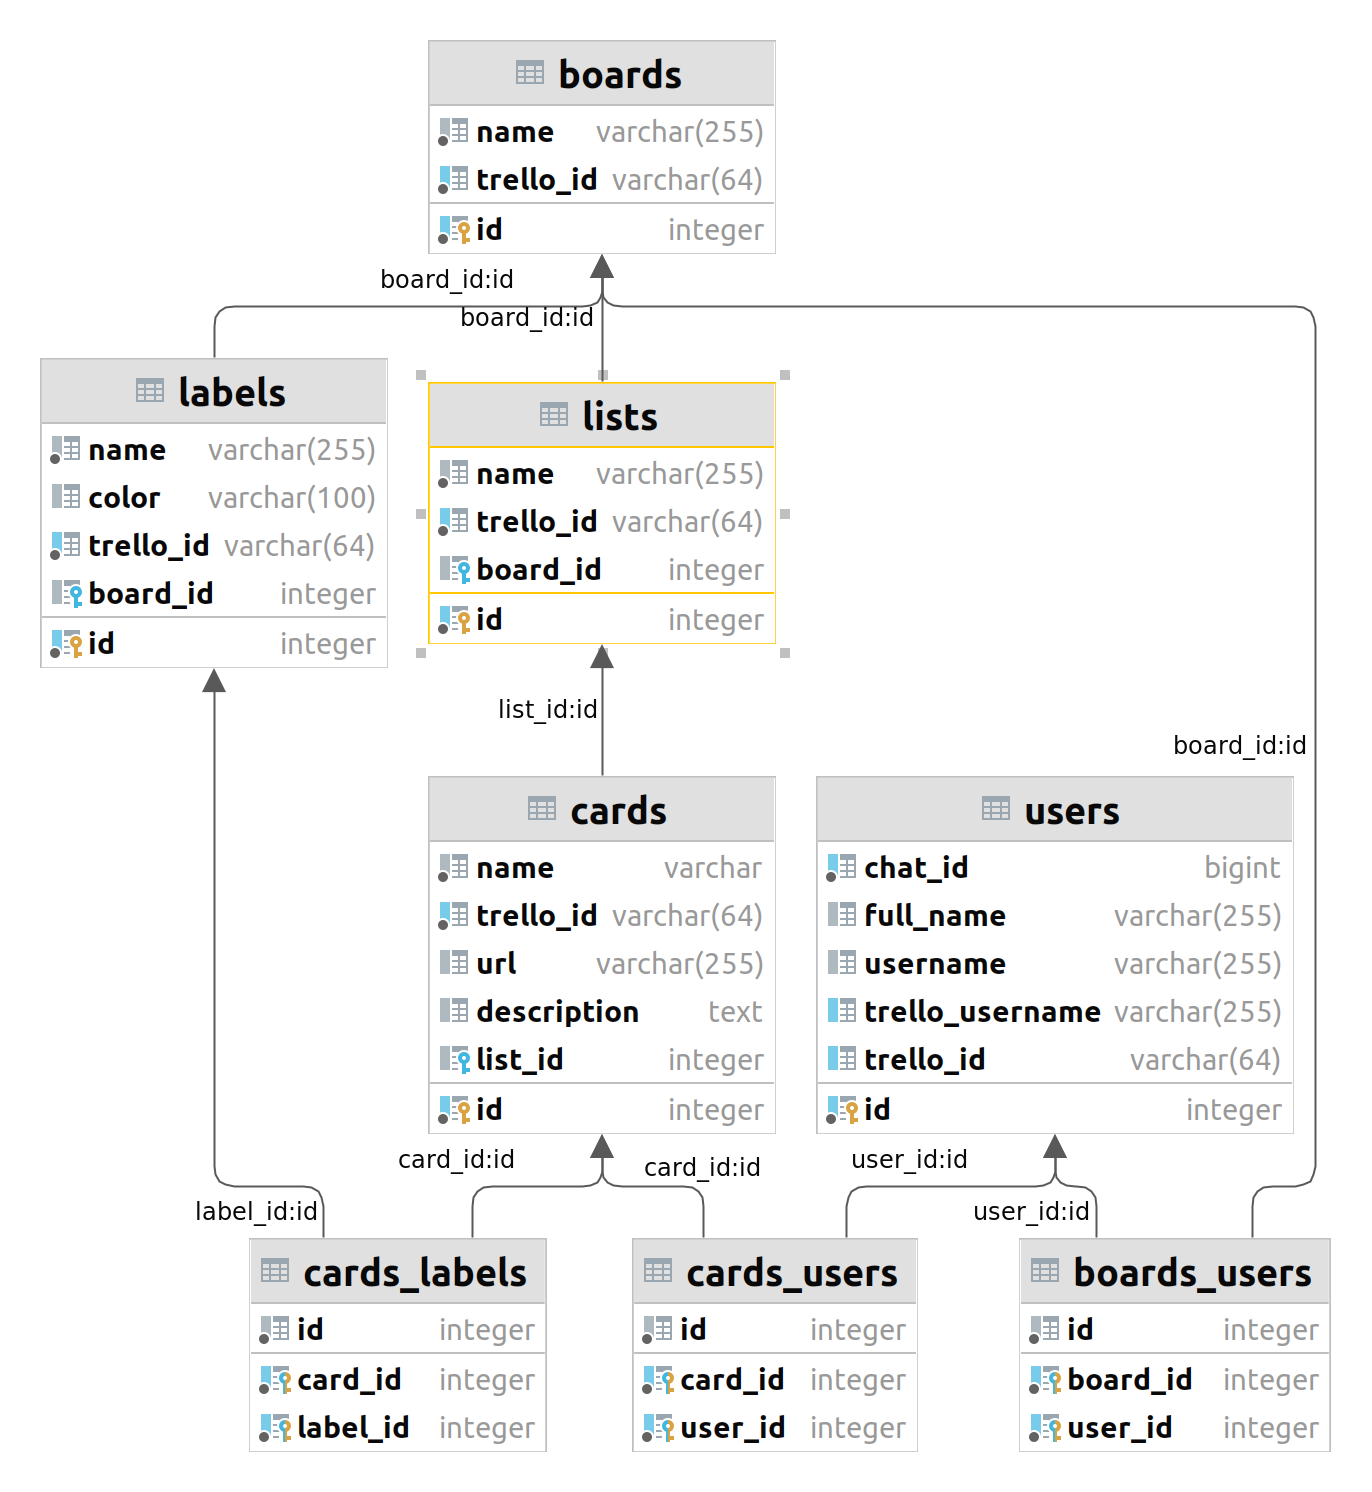 boards
name varchar(255)
trello_id varchar(64)
id integer
board_id:id
board_id:id
labels
name varchar(255)
color varchar(100)
trello_id varchar(64)
board_id integer
id integer
lists
name varchar(255)
trello_id varchar(64)
board_id integer
id integer
list_id:id
board_id:id
cards
name varchar
trello_id varchar(64)
url varchar(255)
description text
list_id integer
id integer
users
chat_id bigint
full_name varchar(255)
username varchar(255)
trello_username varchar(255)
trello_id varchar(64)
id integer
card_id:id
card_id:id
user_id:id
label_id:id
user_id:id
cards_labels
id integer
card_id integer
label_id integer
cards_users
id integer
card_id integer
user_id integer
boards_users
id integer
board_id integer
user_id integer